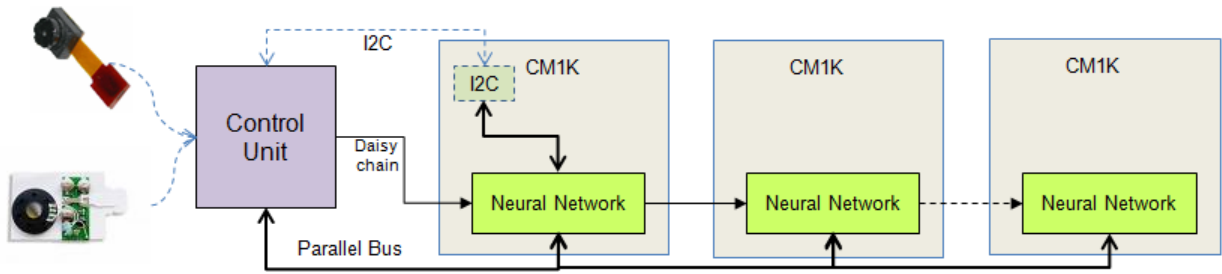 I2C
CM1K
CM1K
CM1K
I2C
Control
Unit
Daisy
chain
Neural Network
Neural Network
Neural Network
Parallel Bus